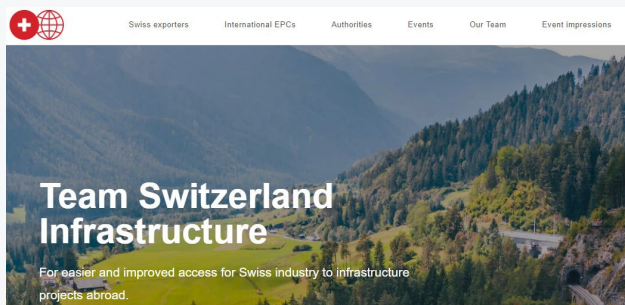 Swiss exporters International EPCs Authorities Events Our Team Event impressions
Team Switzerland
Infrastructure
For easier and improved access for Swiss industry to infrastructure
projects abroad.